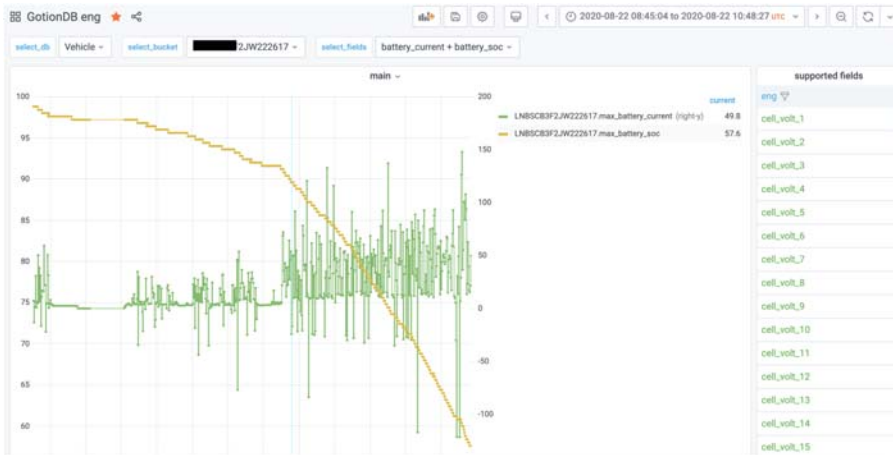 GotionDB eng
2020-08-22 08:45:04 to 2020-08-22 10:48:27 UTC
select_db Vehicle select_bucket 2JW222617 select_fields battery_current + battery_soc
main
supported fields
current
LNBSCB3F2JW222617.max_battery_current (right-y) 49.8
LNBSCB3F2JW222617.max_battery_soc 57.6
100
95
90
85
80
75
70
65
60
200
150
100
50
0
-50
-100
eng
cell_volt_1
cell_volt_2
cell_volt_3
cell_volt_4
cell_volt_5
cell_volt_6
cell_volt_7
cell_volt_8
cell_volt_9
cell_volt_10
cell_volt_11
cell_volt_12
cell_volt_13
cell_volt_14
cell_volt_15